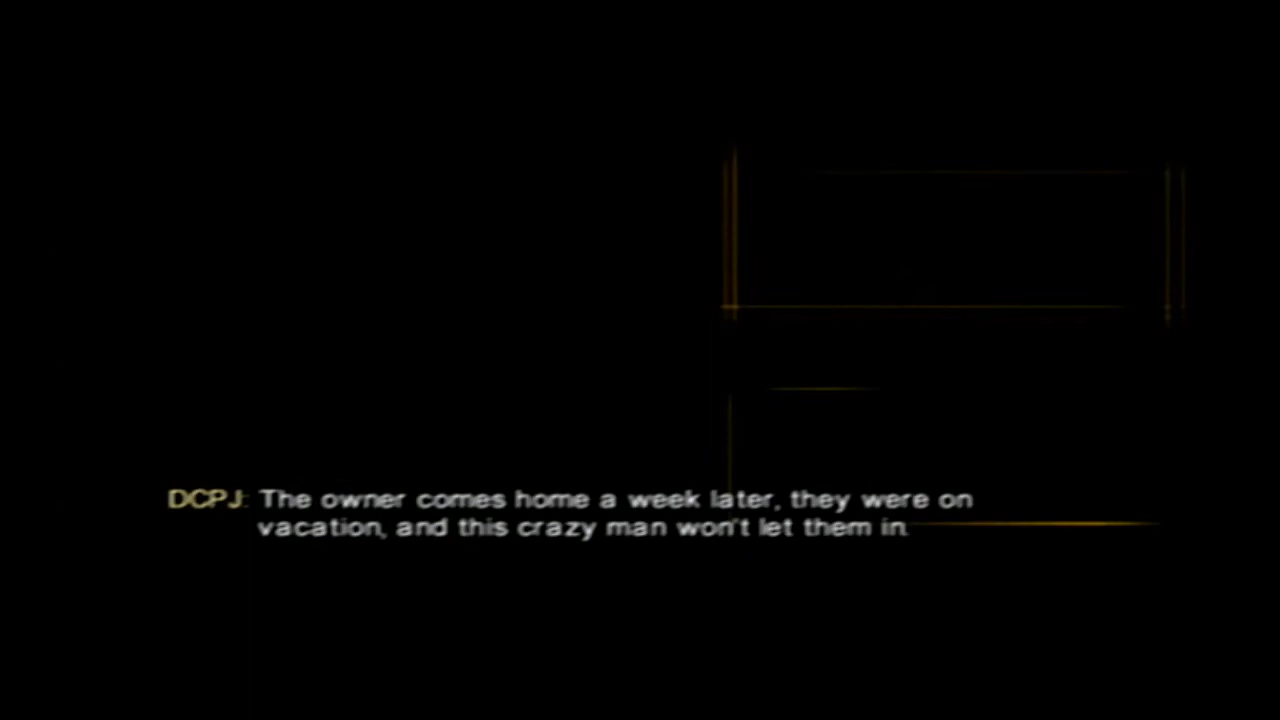 DCPJ: The owner comes home a week later, they were on
vacation, and this crazy man won't let them in.